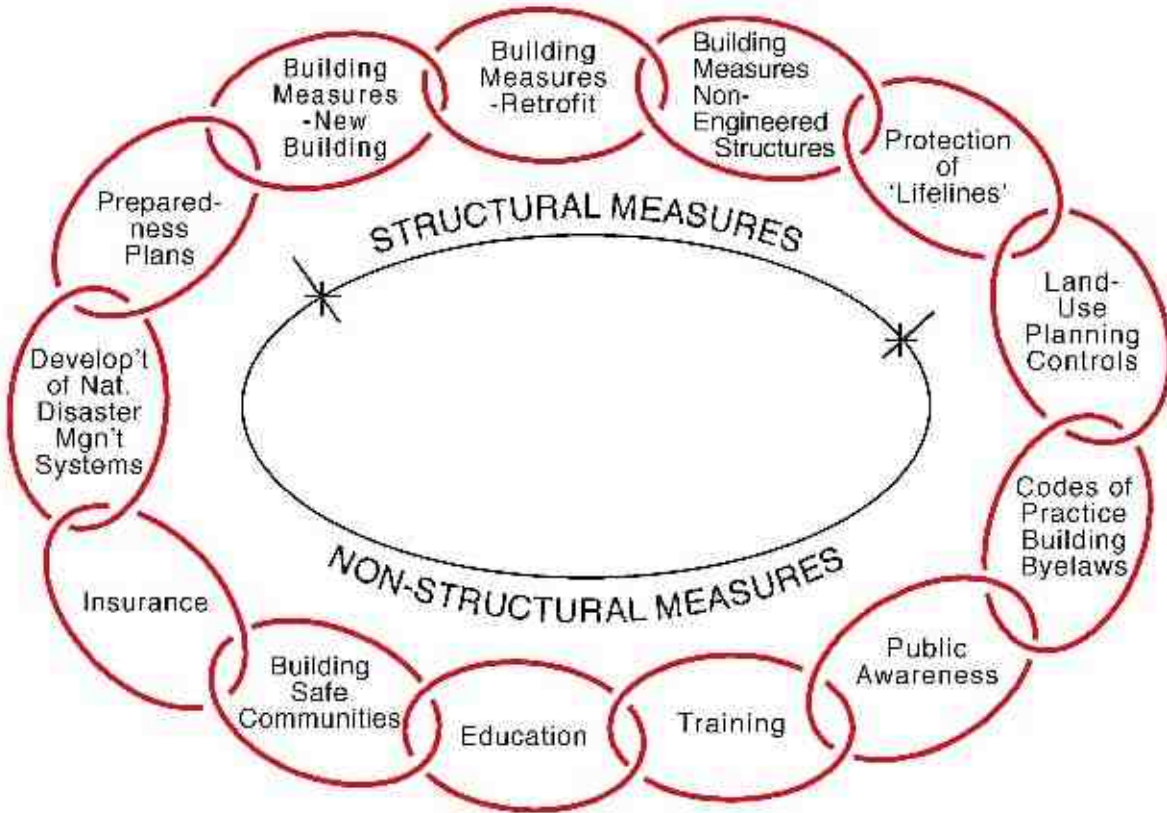 Building
Measures
-New
Building
Building
Measures
-Retrofit
Building
Measures
Non-
Engineered
Structures
Protection
of
'Lifelines'
Land-
Use
Planning
Controls
Codes of
Practice
Building
Byelaws
Public
Awareness
Training
Education
Building
Safe
Communities
Insurance
Develop't
of Nat.
Disaster
Mgn't
Systems
Prepared-
ness
Plans
STRUCTURAL MEASURES
NON-STRUCTURAL MEASURES